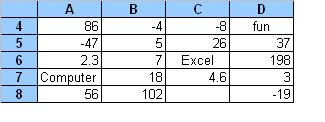 A B C D
4 86 -4 -8 fun
5 -47 5 26 37
6 2.3 7 Excel 198
7 Computer 18 4.6 3
8 56 102 -19